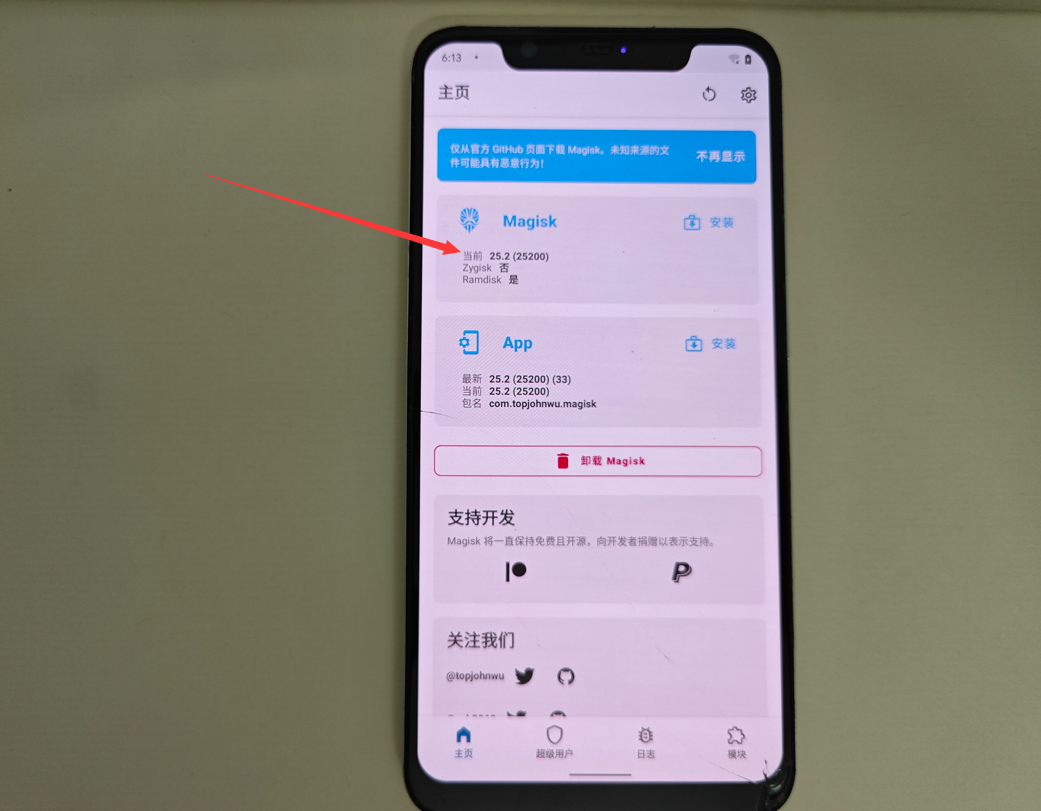 6:13
主页
仅从官方 GitHub 页面下载 Magisk。未知来源的文
件可能具有恶意行为!
不再显示
Magisk
安装
当前 25.2 (25200)
Zygisk 否
Ramdisk 是
App
安装
最新 25.2 (25200) (33)
当前 25.2 (25200)
包名 com.topjohnwu.magisk
卸载 Magisk
支持开发
Magisk 将一直保持免费且开源，向开发者捐赠以表示支持。
关注我们
@topjohnwu
主页
超级用户
日志
模块